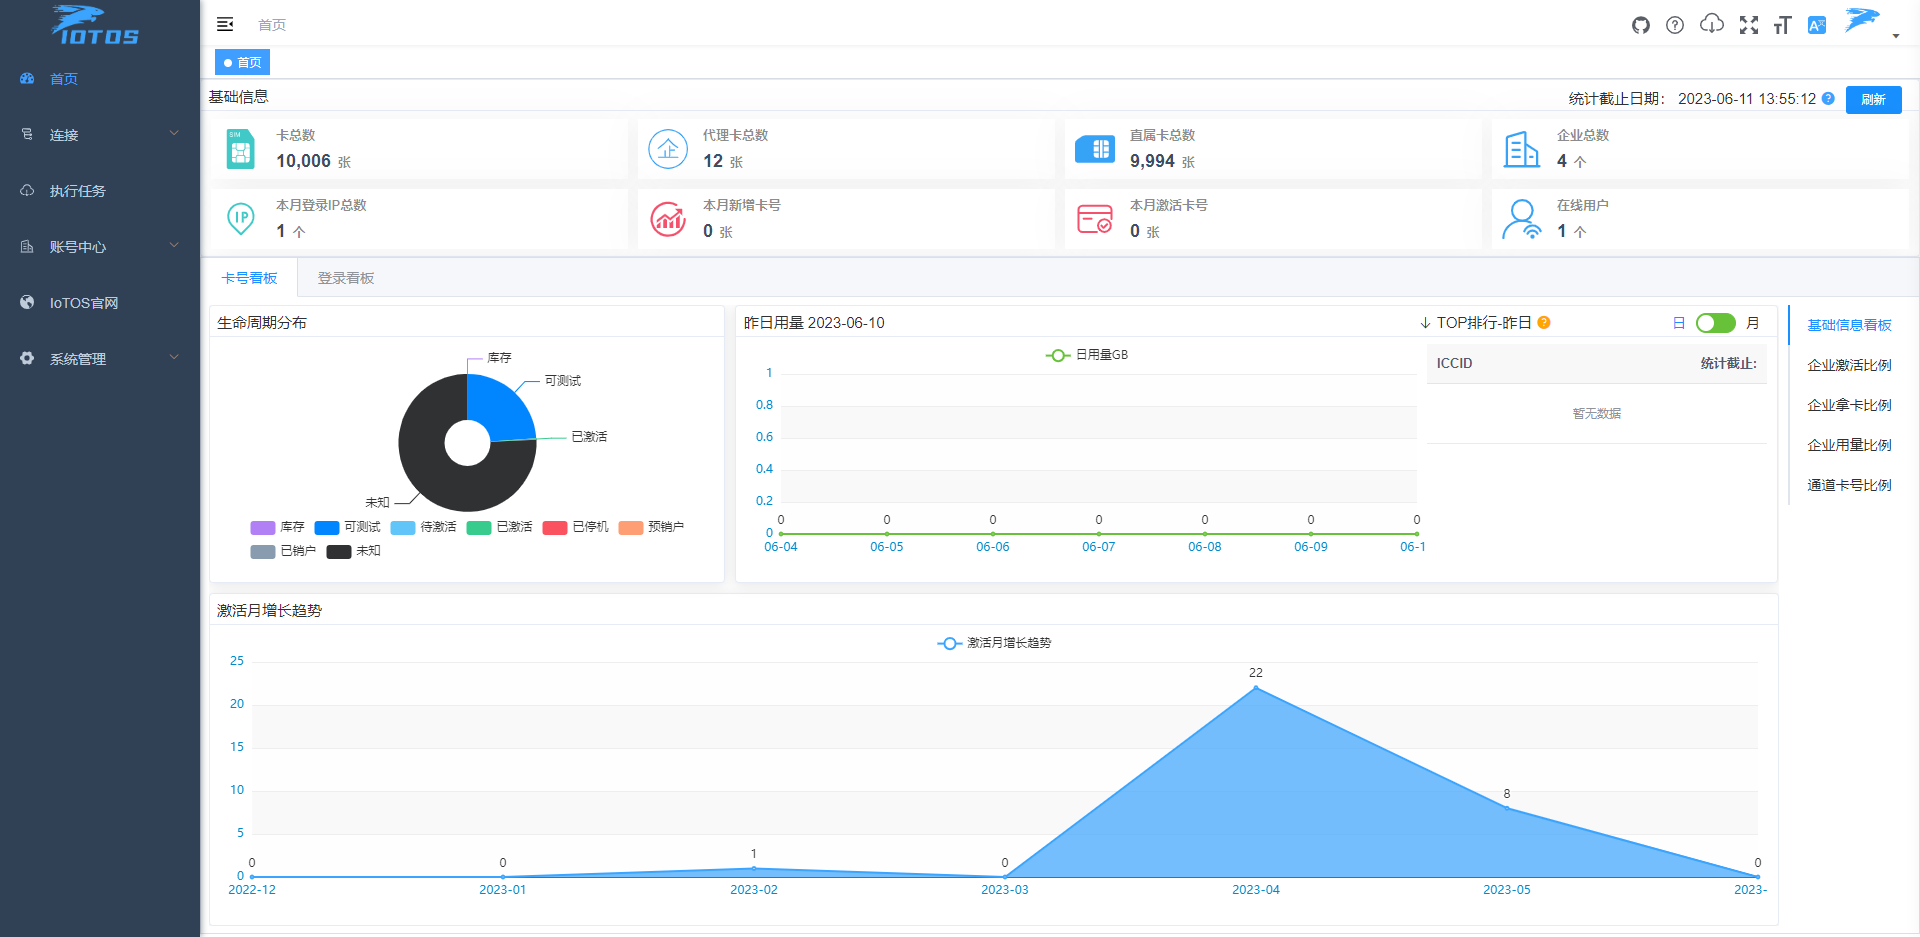 IOTOS
首页
连接
执行任务
账号中心
IoTOS官网
系统管理
首页
首页
基础信息
统计截止日期： 2023-06-11 13:55:12
刷新
卡总数
10,006 张
代理卡总数
12 张
直属卡总数
9,994 张
企业总数
4 个
本月登录IP总数
1 个
本月新增卡号
0 张
本月激活卡号
0 张
在线用户
1 个
卡号看板
登录看板
生命周期分布
库存
可测试
已激活
未知
库存 可测试 待激活 已激活 已停机 预销户
已销户 未知
昨日用量 2023-06-10
日用量GB
1
0.8
0.6
0.4
0.2
0
0 0 0 0 0 0 0
06-04 06-05 06-06 06-07 06-08 06-09 06-1
TOP排行-昨日
日 月
ICCID 统计截止:
暂无数据
基础信息看板
企业激活比例
企业拿卡比例
企业用量比例
通道卡号比例
激活月增长趋势
激活月增长趋势
25
20
15
10
5
0
0 0 1 0 22 8 0
2022-12 2023-01 2023-02 2023-03 2023-04 2023-05 2023-